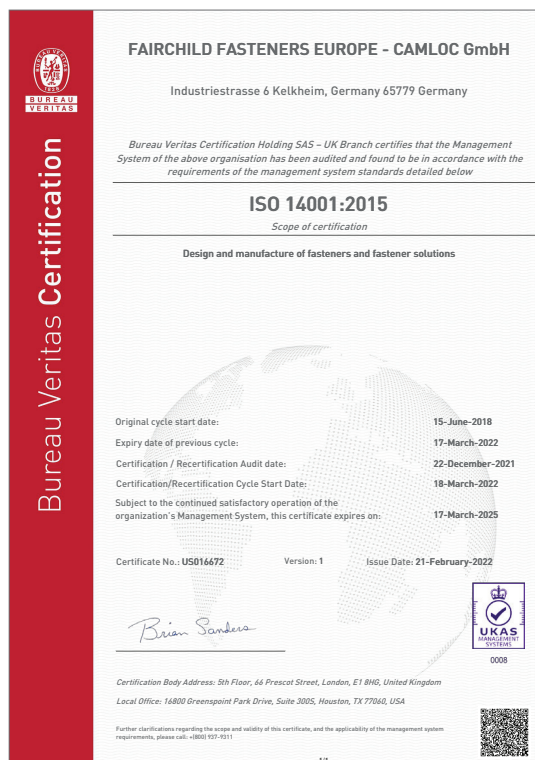 FAIRCHILD FASTENERS EUROPE - CAMLOC GmbH
Industriestrasse 6 Kelkheim, Germany 65779 Germany
BUREAU VERITAS
1828
BUREAU
VERITAS
Bureau Veritas Certification
Bureau Veritas Certification Holding SAS – UK Branch certifies that the Management
System of the above organisation has been audited and found to be in accordance with the
requirements of the management system standards detailed below
ISO 14001:2015
Scope of certification
Design and manufacture of fasteners and fastener solutions
Original cycle start date: 15-June-2018
Expiry date of previous cycle: 17-March-2022
Certification / Recertification Audit date: 22-December-2021
Certification/Recertification Cycle Start Date: 18-March-2022
Subject to the continued satisfactory operation of the
organization's Management System, this certificate expires on: 17-March-2025
Certificate No.: US016672 Version: 1 Issue Date: 21-February-2022
Brian Sanders
UKAS
MANAGEMENT
SYSTEMS
0008
Certification Body Address: 5th Floor, 66 Prescot Street, London, E1 8HG, United Kingdom
Local Office: 16800 Greenspoint Park Drive, Suite 300S, Houston, TX 77060, USA
Further clarifications regarding the scope and validity of this certificate, and the applicability of the management system
requirements, please call: +(800) 937-9311
1/1